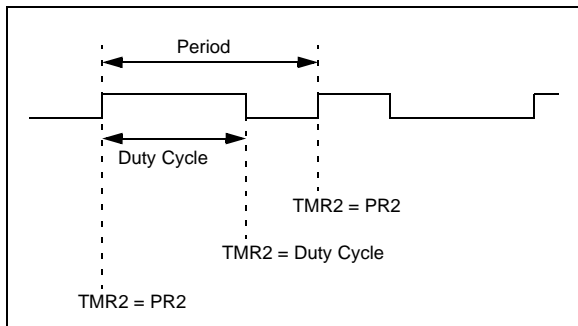 Period
Duty Cycle
TMR2 = PR2
TMR2 = Duty Cycle
TMR2 = PR2